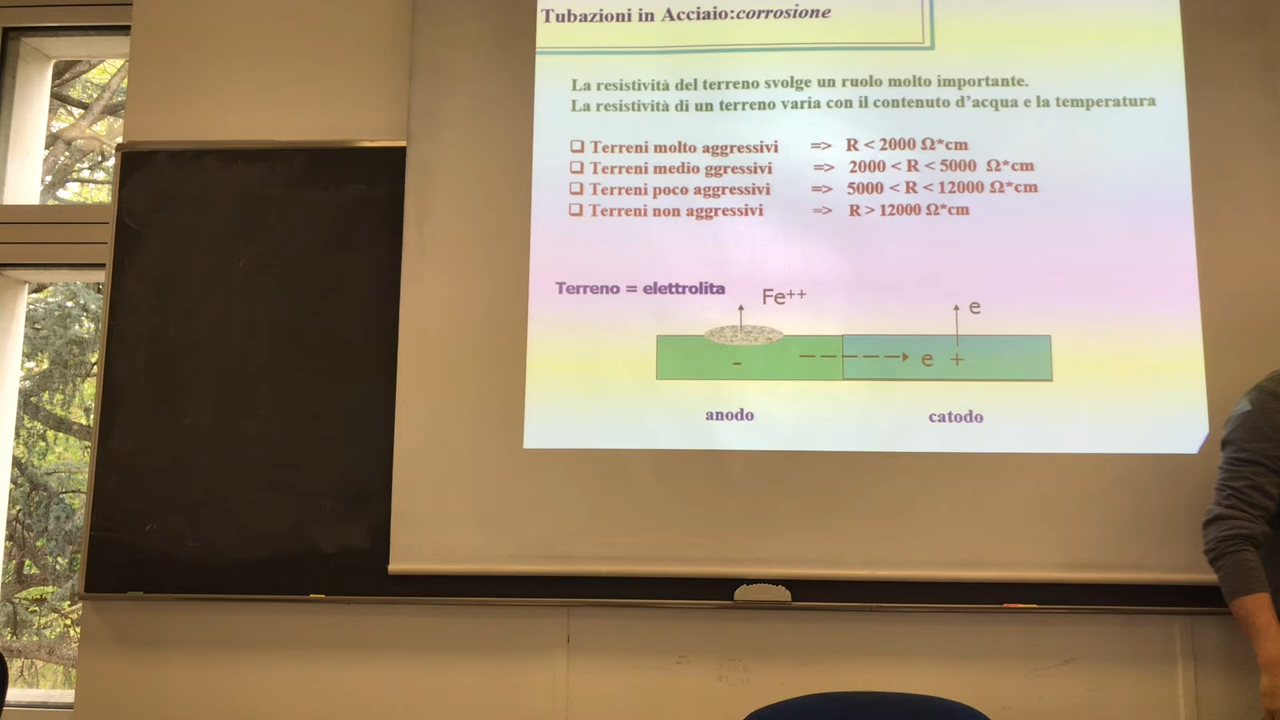 Tubazioni in Acciaio:corrosione
La resistività del terreno svolge un ruolo molto importante.
La resistività di un terreno varia con il contenuto d'acqua e la temperatura
❑ Terreni molto aggressivi => R < 2000 Ω*cm
❑ Terreni medio ggressivi => 2000 < R < 5000 Ω*cm
❑ Terreni poco aggressivi => 5000 < R < 12000 Ω*cm
❑ Terreni non aggressivi => R > 12000 Ω*cm
Terreno = elettrolita
Fe++
e
- e +
anodo catodo